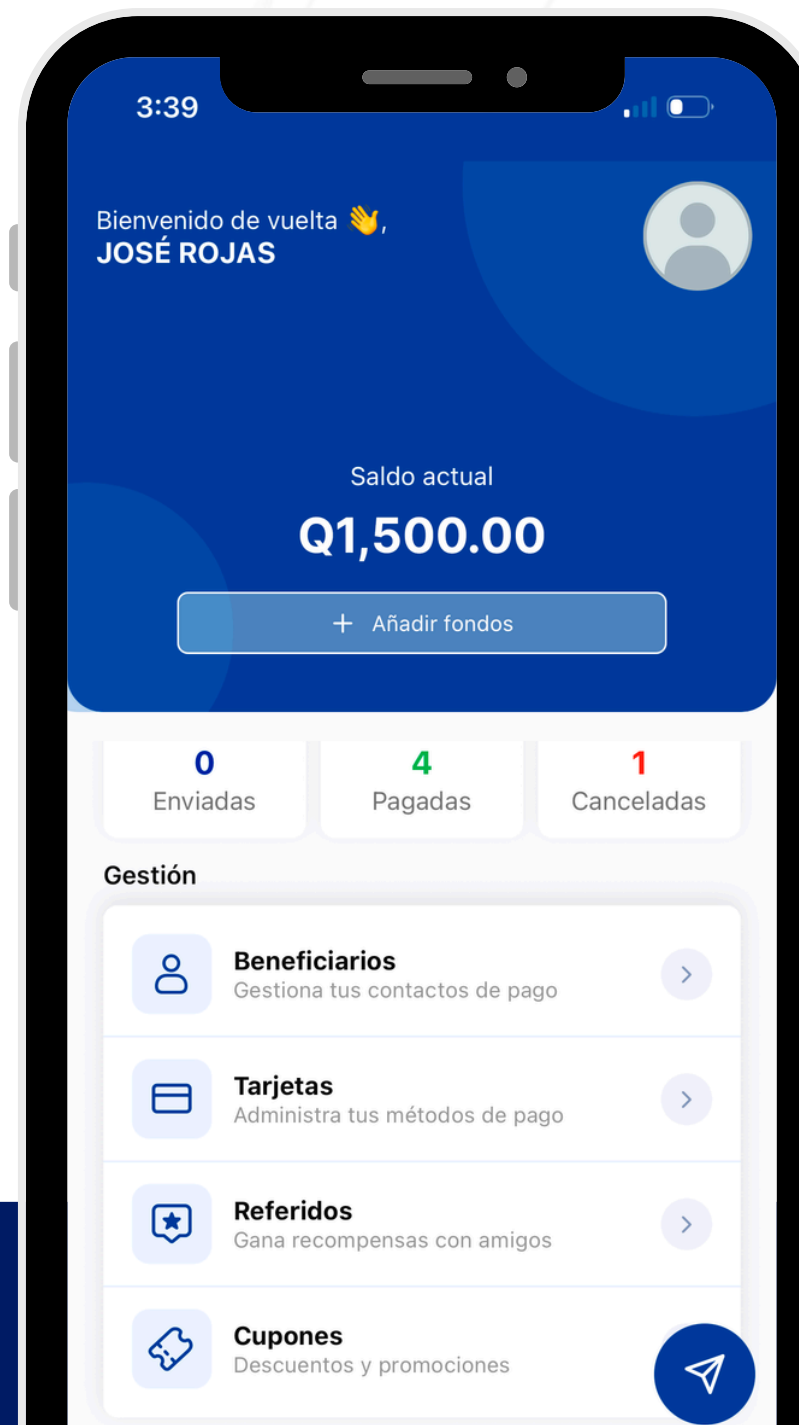 3:39
Bienvenido de vuelta 👋,
JOSÉ ROJAS
Saldo actual
Q1,500.00
+ Añadir fondos
0
Enviadas
4
Pagadas
1
Canceladas
Gestión
Beneficiarios
Gestiona tus contactos de pago
Tarjetas
Administra tus métodos de pago
Referidos
Gana recompensas con amigos
Cupones
Descuentos y promociones